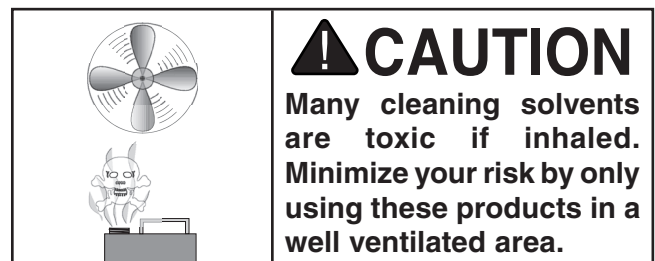 CAUTION
Many cleaning solvents
are toxic if inhaled.
Minimize your risk by only
using these products in a
well ventilated area.